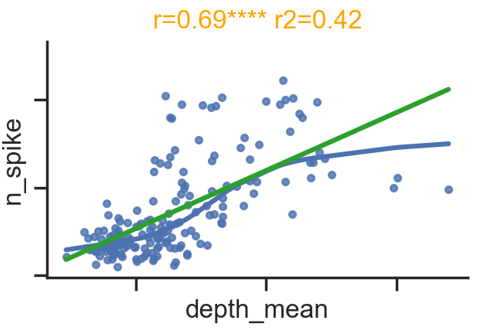 r=0.69**** r2=0.42
n_spike
depth_mean